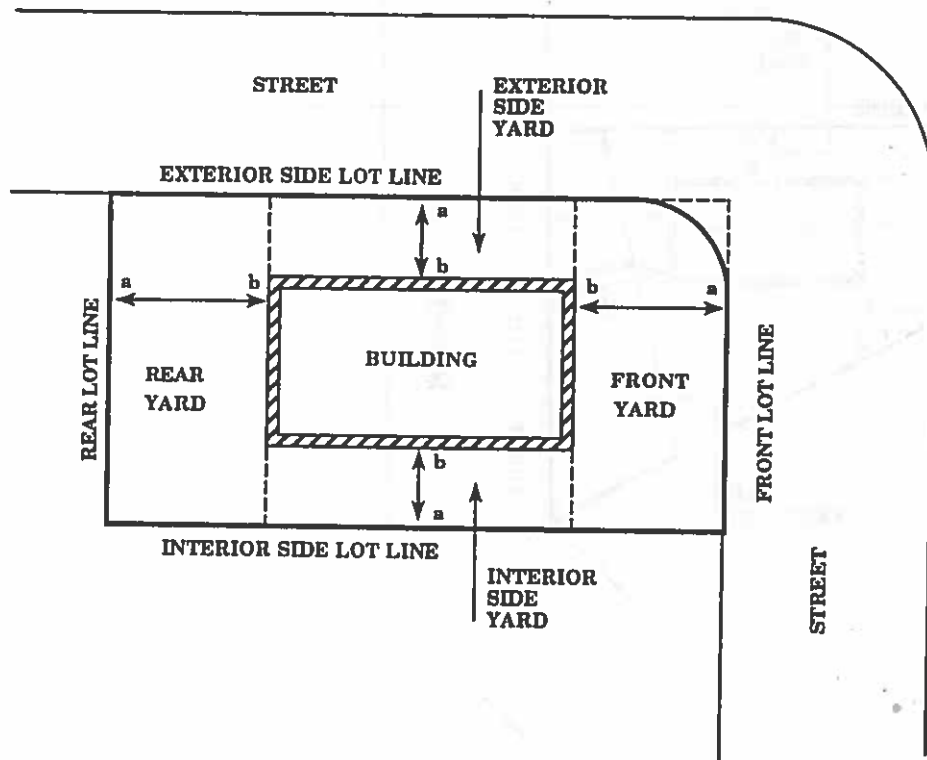 STREET
EXTERIOR
SIDE
YARD
EXTERIOR SIDE LOT LINE
a
b
a
b
b
a
REAR LOT LINE
BUILDING
REAR
YARD
FRONT
YARD
FRONT LOT LINE
b
a
INTERIOR SIDE LOT LINE
INTERIOR
SIDE
YARD
STREET